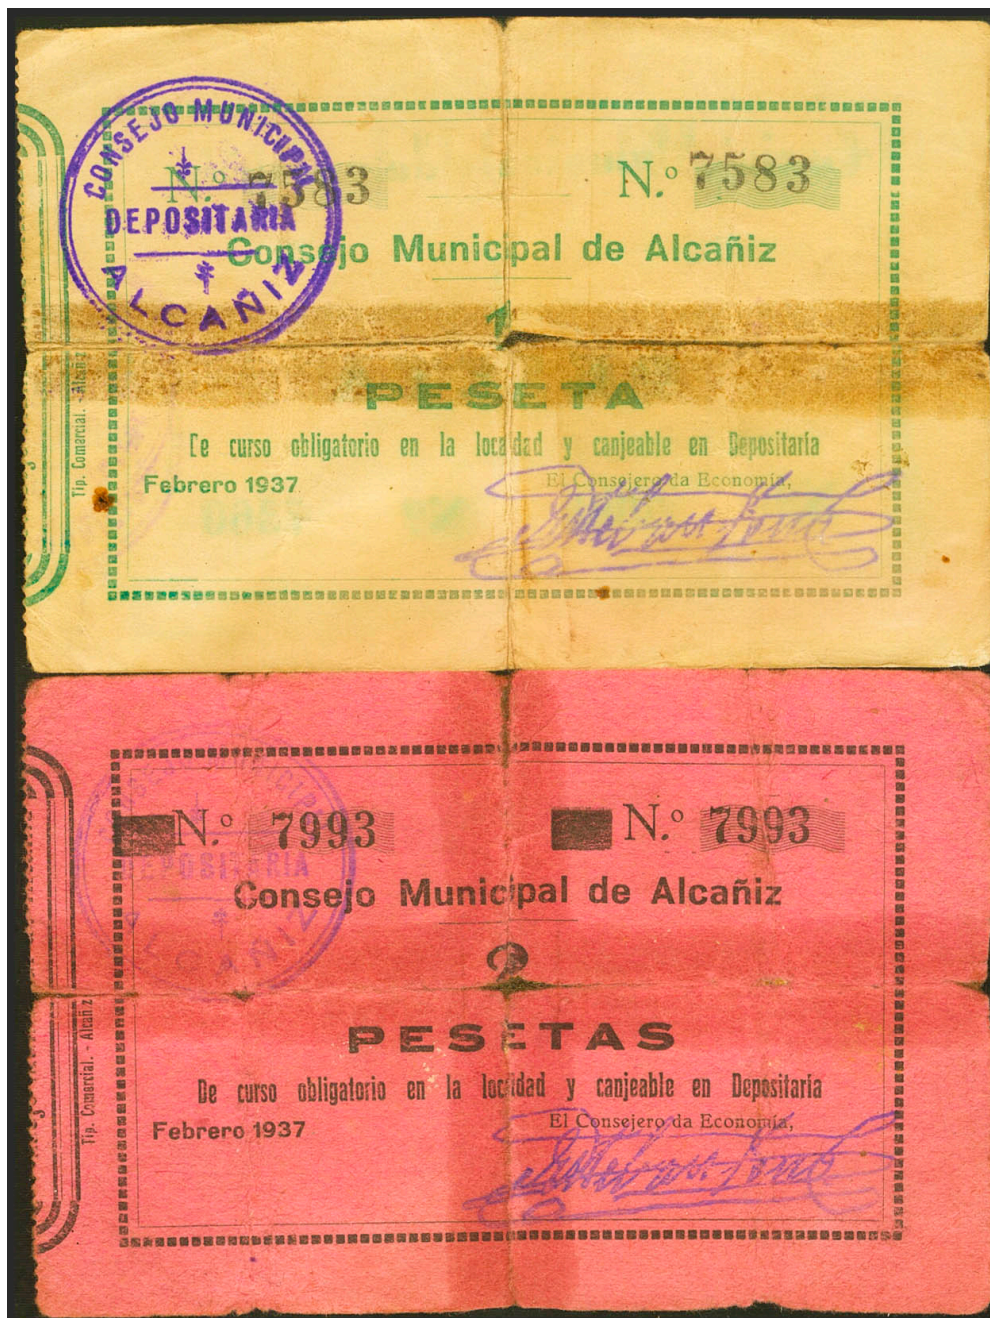 CONSEJO MUNICIPAL
DEPOSITARIA
ALCAÑIZ
N.º 7583
N.º 7583
Consejo Municipal de Alcañiz
1
PESETA
De curso obligatorio en la localidad y canjeable en Depositaría
Febrero 1937
El Consejero da Economía,
Tip. Comercial. - Alcañiz
N.º 7993
N.º 7993
DEPOSITARIA
ALCAÑIZ
Consejo Municipal de Alcañiz
2
PESETAS
De curso obligatorio en la localidad y canjeable en Depositaría
Febrero 1937
El Consejero da Economía,
Tip. Comercial. - Alcañiz